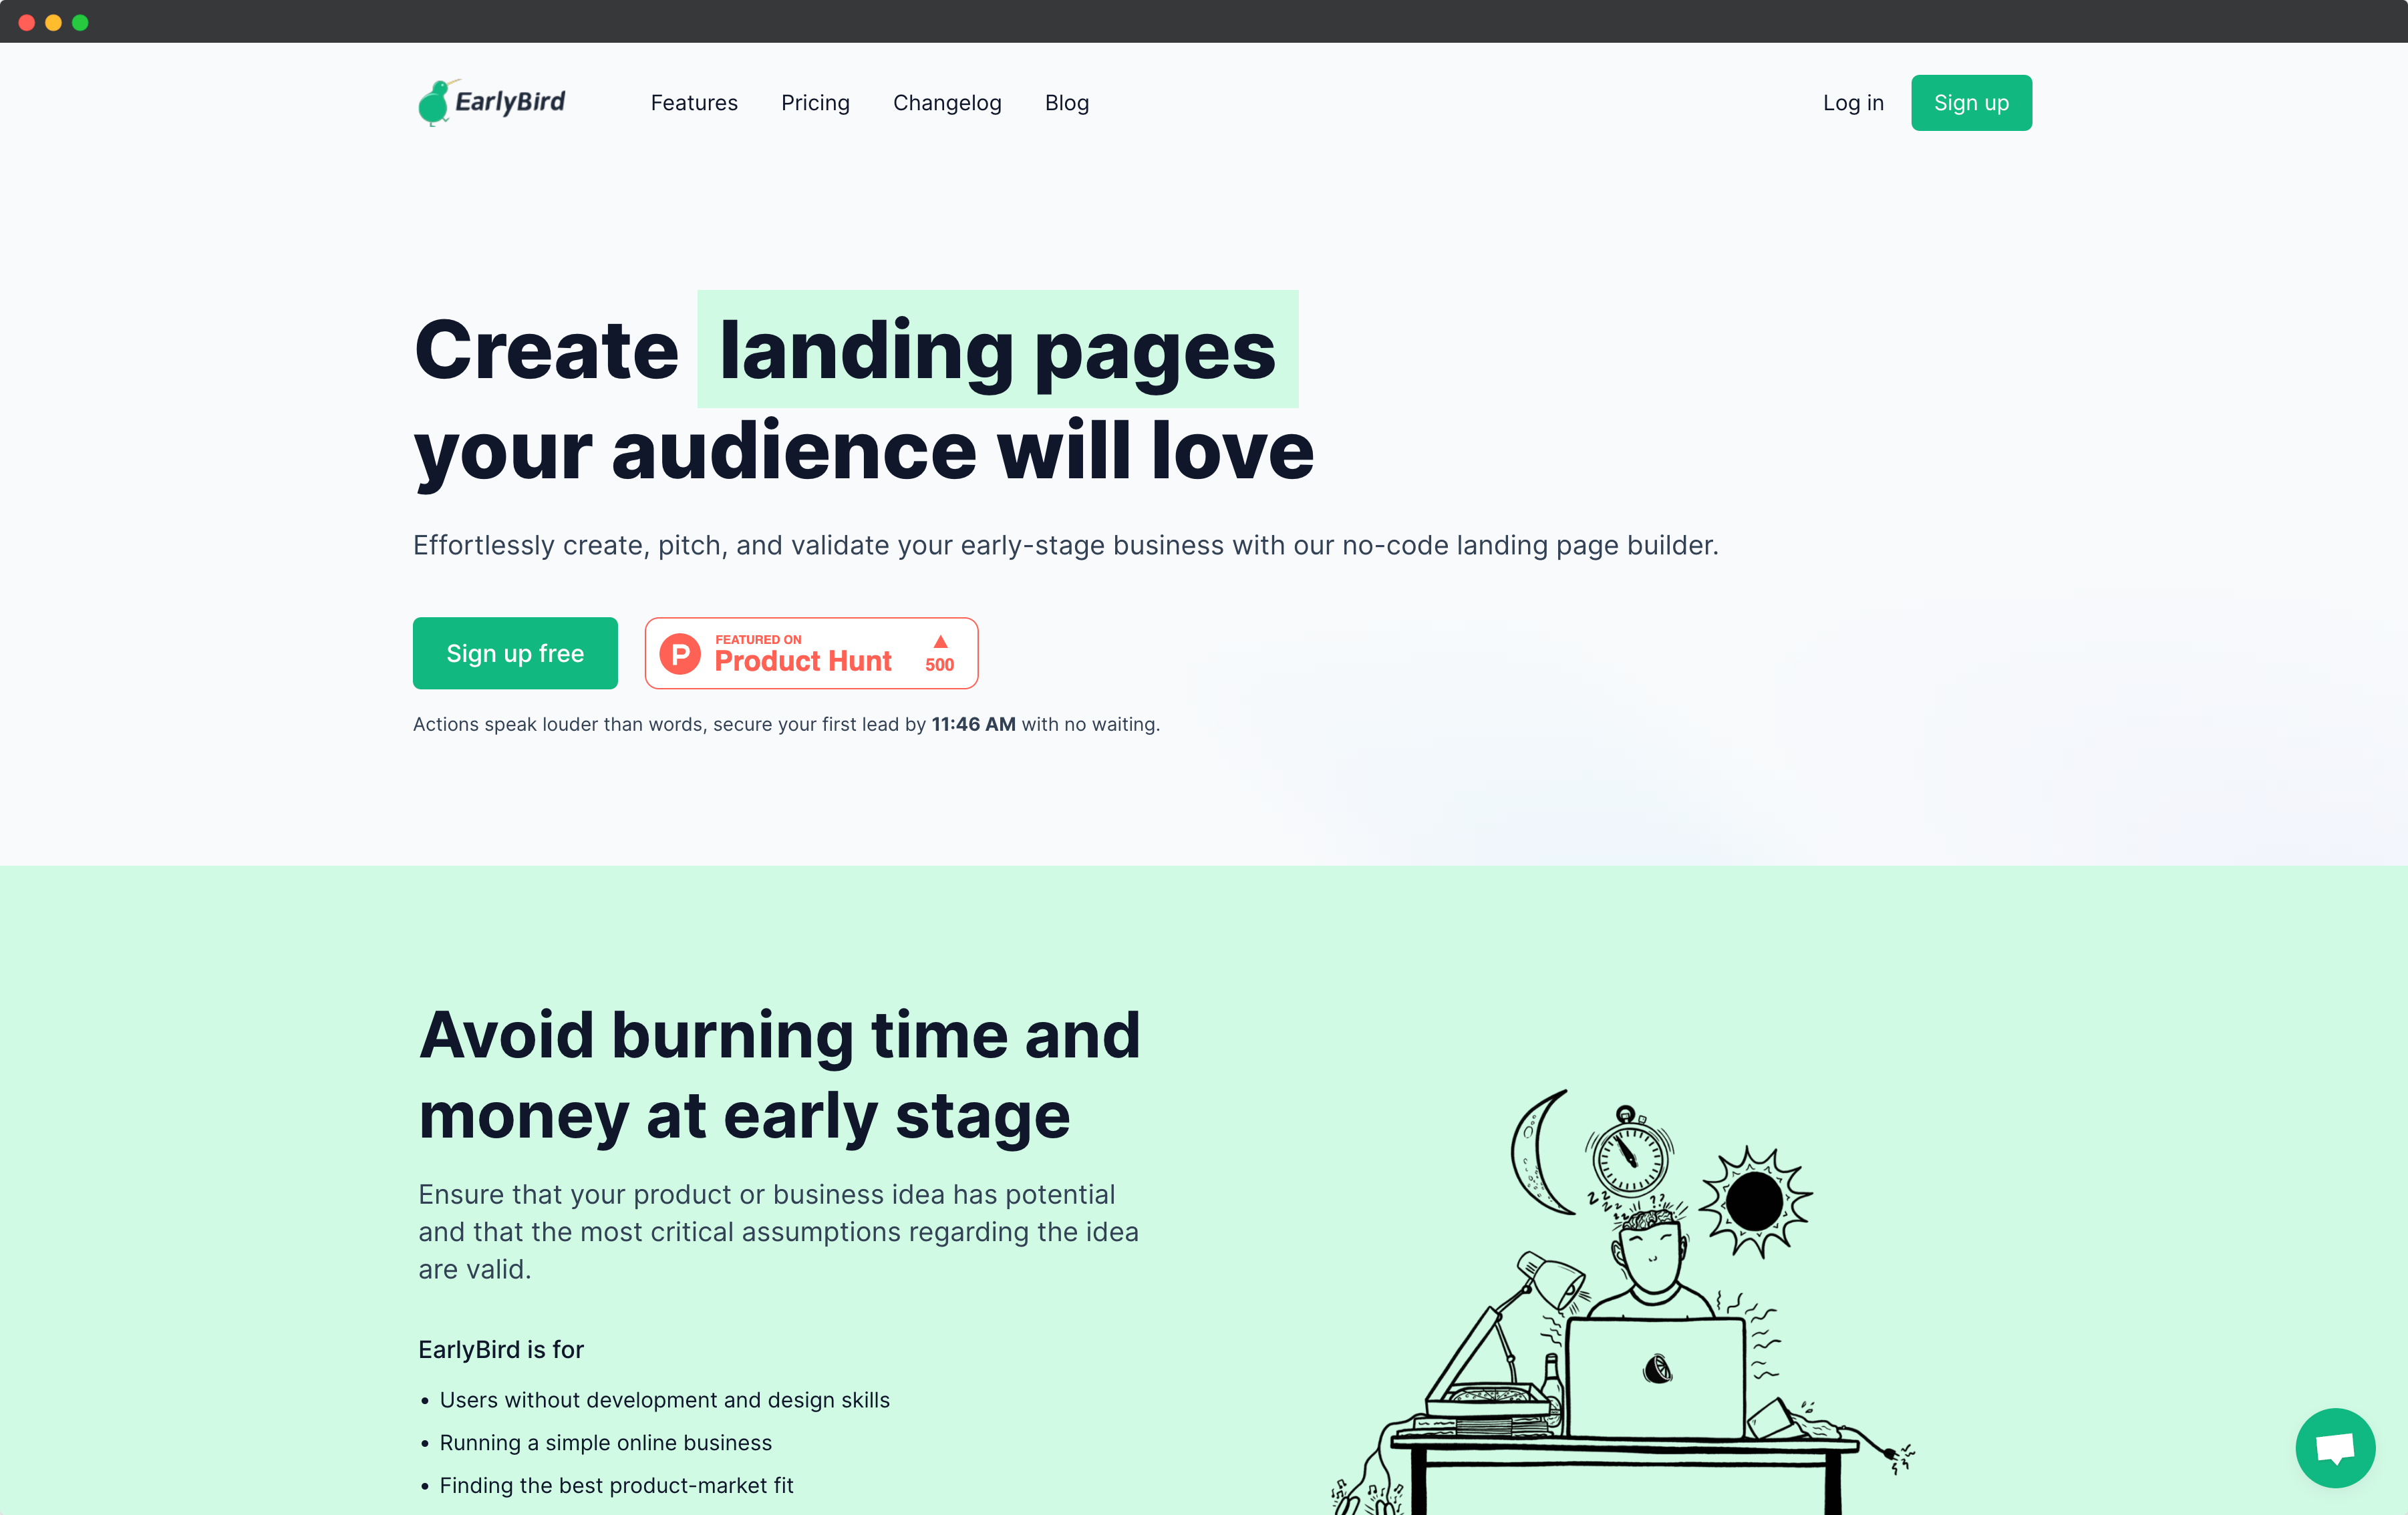 EarlyBird
Features
Pricing
Changelog
Blog
Log in
Sign up
Create landing pages
your audience will love
Effortlessly create, pitch, and validate your early-stage business with our no-code landing page builder.
Sign up free
P
FEATURED ON
Product Hunt
500
Actions speak louder than words, secure your first lead by 11:46 AM with no waiting.
Avoid burning time and
money at early stage
Ensure that your product or business idea has potential
and that the most critical assumptions regarding the idea
are valid.
EarlyBird is for
• Users without development and design skills
• Running a simple online business
• Finding the best product-market fit